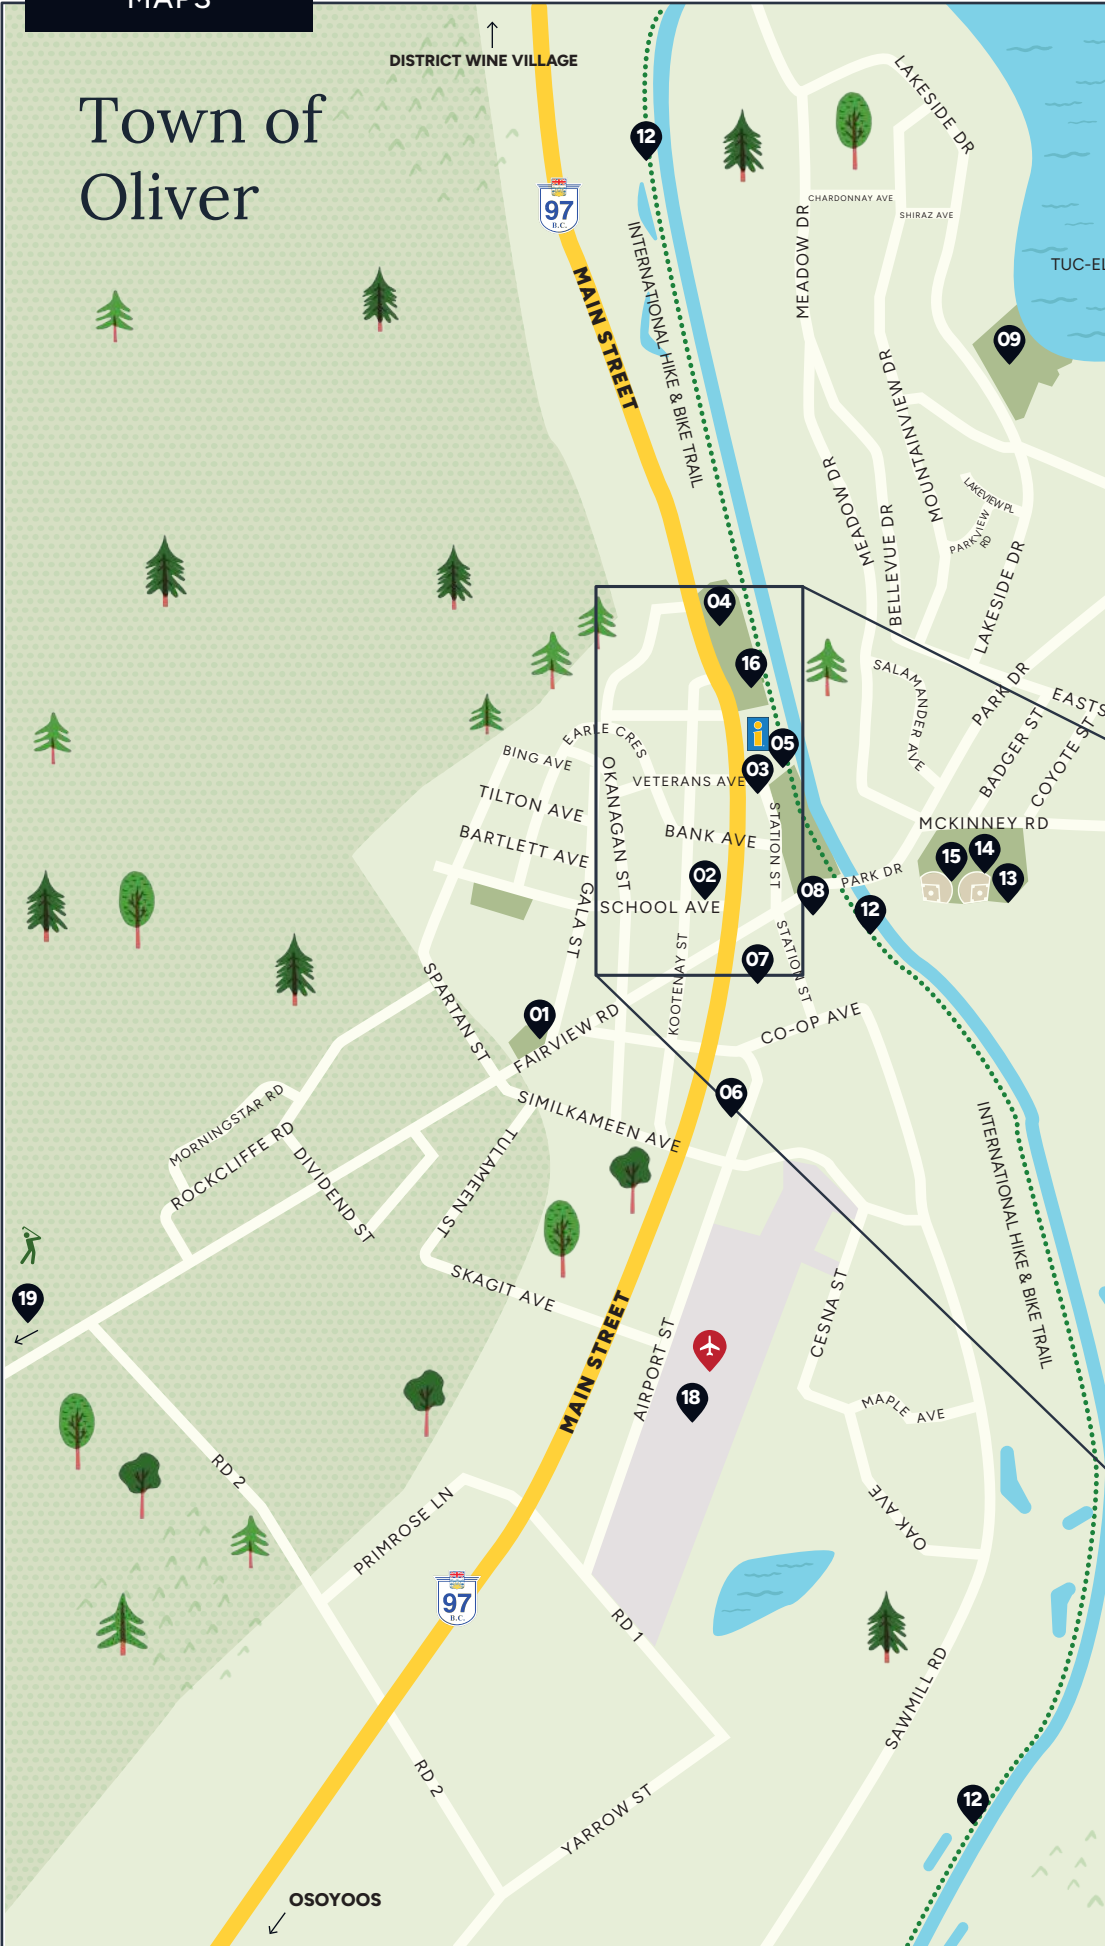 MAPS
DISTRICT WINE VILLAGE
Town of
Oliver
12
97
B.C.
LAKESIDE DR
CHARDONNAY AVE
SHIRAZ AVE
MEADOW DR
INTERNATIONAL HIKE & BIKE TRAIL
MAIN STREET
TUC-EL
09
MOUNTAINVIEW DR
MEADOW DR
BELLEVUE DR
LAKEVIEW PL
PARKVIEW
RD
LAKESIDE DR
04
16
SALAMANDER AVE
PARK DR
EASTS
BADGER ST
COYOTE ST
EARLE CRES
BING AVE
i
05
03
VETERANS AVE
OKANAGAN ST
TILTON AVE
BARTLETT AVE
BANK AVE
STATION ST
MCKINNEY RD
15
14
13
02
08
PARK DR
12
GALA ST
SCHOOL AVE
STATION ST
KOOTENAY ST
07
SPARTAN ST
01
FAIRVIEW RD
CO-OP AVE
06
SIMILKAMEEN AVE
MORNINGSTAR RD
ROCKCLIFFE RD
DIVIDEND ST
TULAMEEN ST
INTERNATIONAL HIKE & BIKE TRAIL
19
SKAGIT AVE
MAIN STREET
AIRPORT ST
CESNA ST
18
MAPLE AVE
RD 2
OAK AVE
PRIMROSE LN
97
B.C.
RD 1
SAWMILL RD
RD 2
YARROW ST
12
OSOYOOS